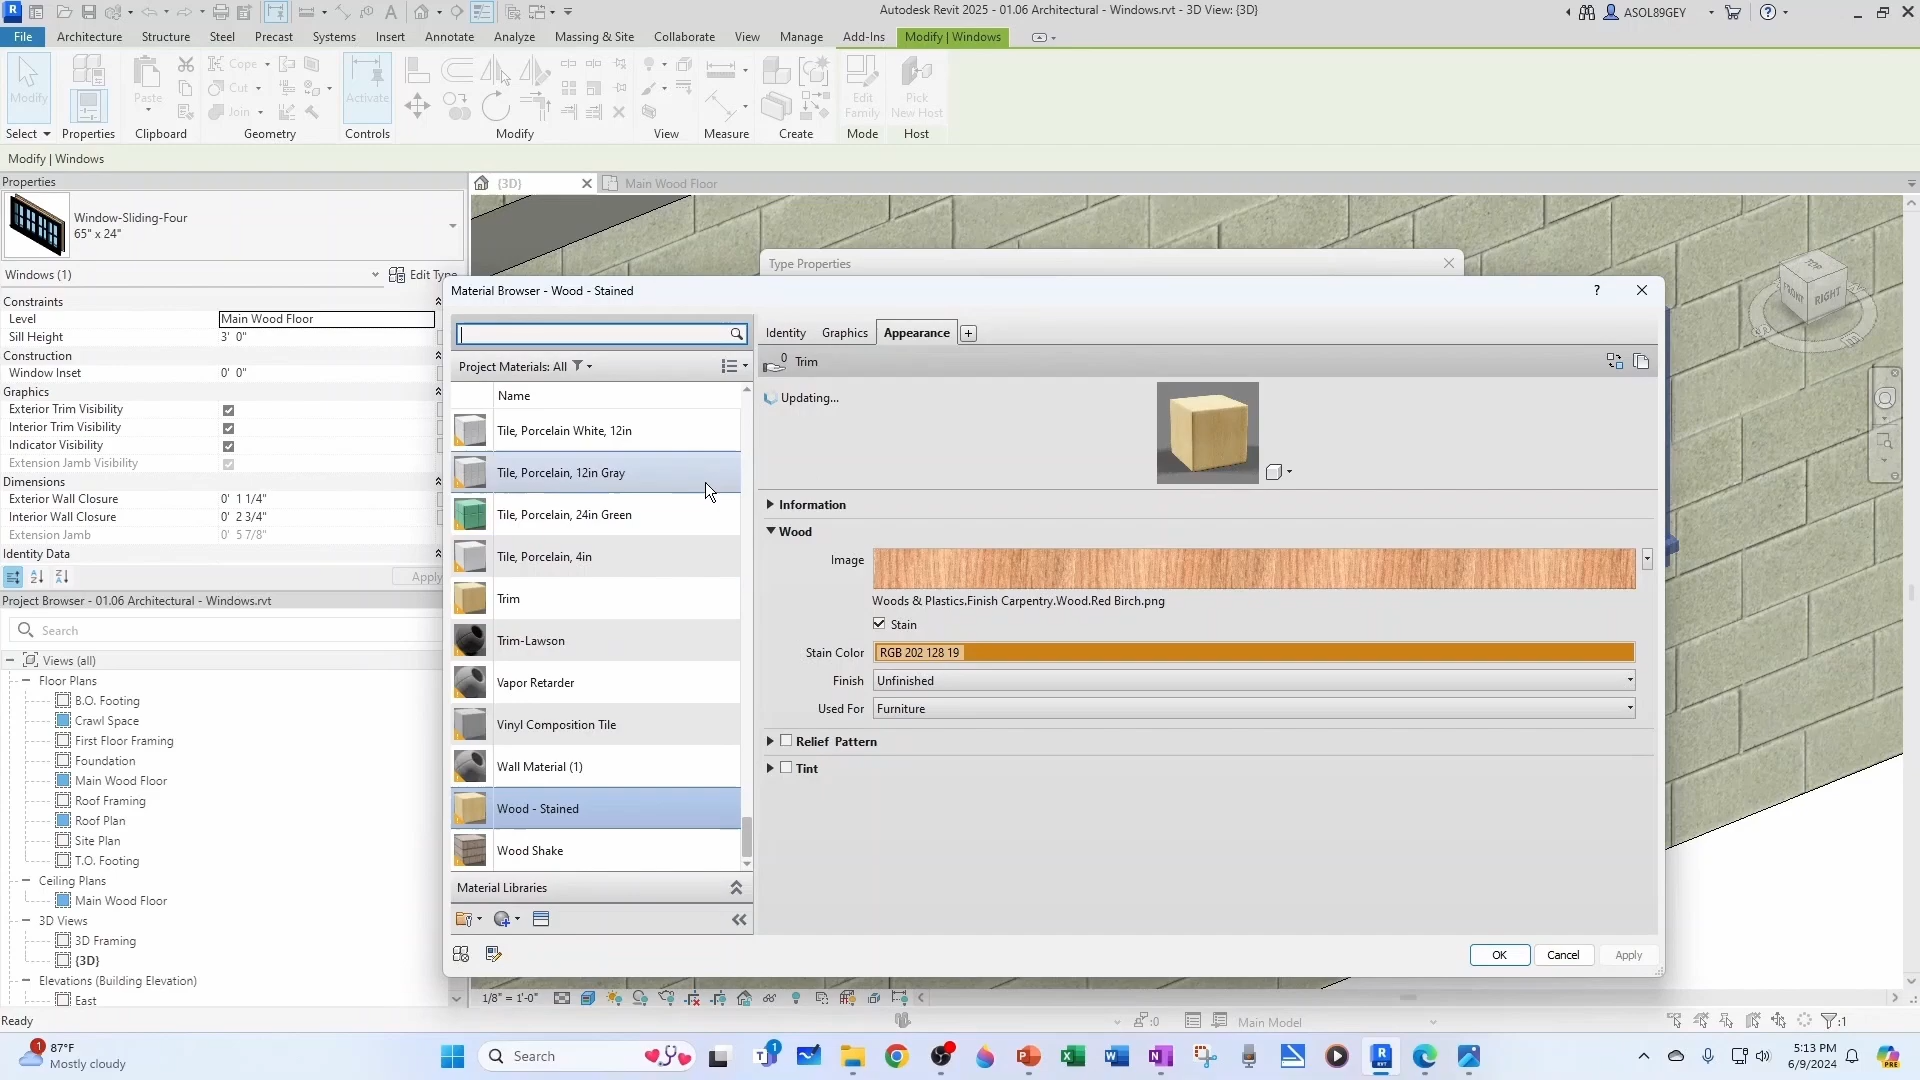 Autodesk Revit 2025 - 01.06 Architectural - Windows.rvt - 3D View: {3D}
ASOL89GEY
File Architecture Structure Steel Precast Systems Insert Annotate Analyze Massing & Site Collaborate View Manage Add-Ins Modify | Windows
Modify
Paste
Cope
Cut
Join
Activate
Edit Family
Pick New Host
Select Properties Clipboard Geometry Controls Modify View Measure Create Mode Host
Modify | Windows
Properties
{3D}
Main Wood Floor
Window-Sliding-Four
65" x 24"
Windows (1)
Edit Type
Constraints
Level Main Wood Floor
Sill Height 3' 0"
Construction
Window Inset 0' 0"
Graphics
Exterior Trim Visibility
Interior Trim Visibility
Indicator Visibility
Extension Jamb Visibility
Dimensions
Exterior Wall Closure 0' 1 1/4"
Interior Wall Closure 0' 2 3/4"
Extension Jamb 0' 5 7/8"
Identity Data
Apply
Project Browser - 01.06 Architectural - Windows.rvt
Search
Views (all)
Floor Plans
B.O. Footing
Crawl Space
First Floor Framing
Foundation
Main Wood Floor
Roof Framing
Roof Plan
Site Plan
T.O. Footing
Ceiling Plans
Main Wood Floor
3D Views
3D Framing
{3D}
Elevations (Building Elevation)
East
Type Properties
Material Browser - Wood - Stained
?
Project Materials: All
Name
Tile, Porcelain White, 12in
Tile, Porcelain, 12in Gray
Tile, Porcelain, 24in Green
Tile, Porcelain, 4in
Trim
Trim-Lawson
Vapor Retarder
Vinyl Composition Tile
Wall Material (1)
Wood - Stained
Wood Shake
Material Libraries
Identity Graphics Appearance +
0 Trim
Updating...
Information
Wood
Image
Woods & Plastics.Finish Carpentry.Wood.Red Birch.png
Stain
Stain Color RGB 202 128 19
Finish Unfinished
Used For Furniture
Relief Pattern
Tint
OK Cancel Apply
TOP
FRONT
RIGHT
1/8" = 1'-0"
Ready
:0
Main Model
:1
1
87°F
Mostly cloudy
Search
1
5:13 PM
6/9/2024